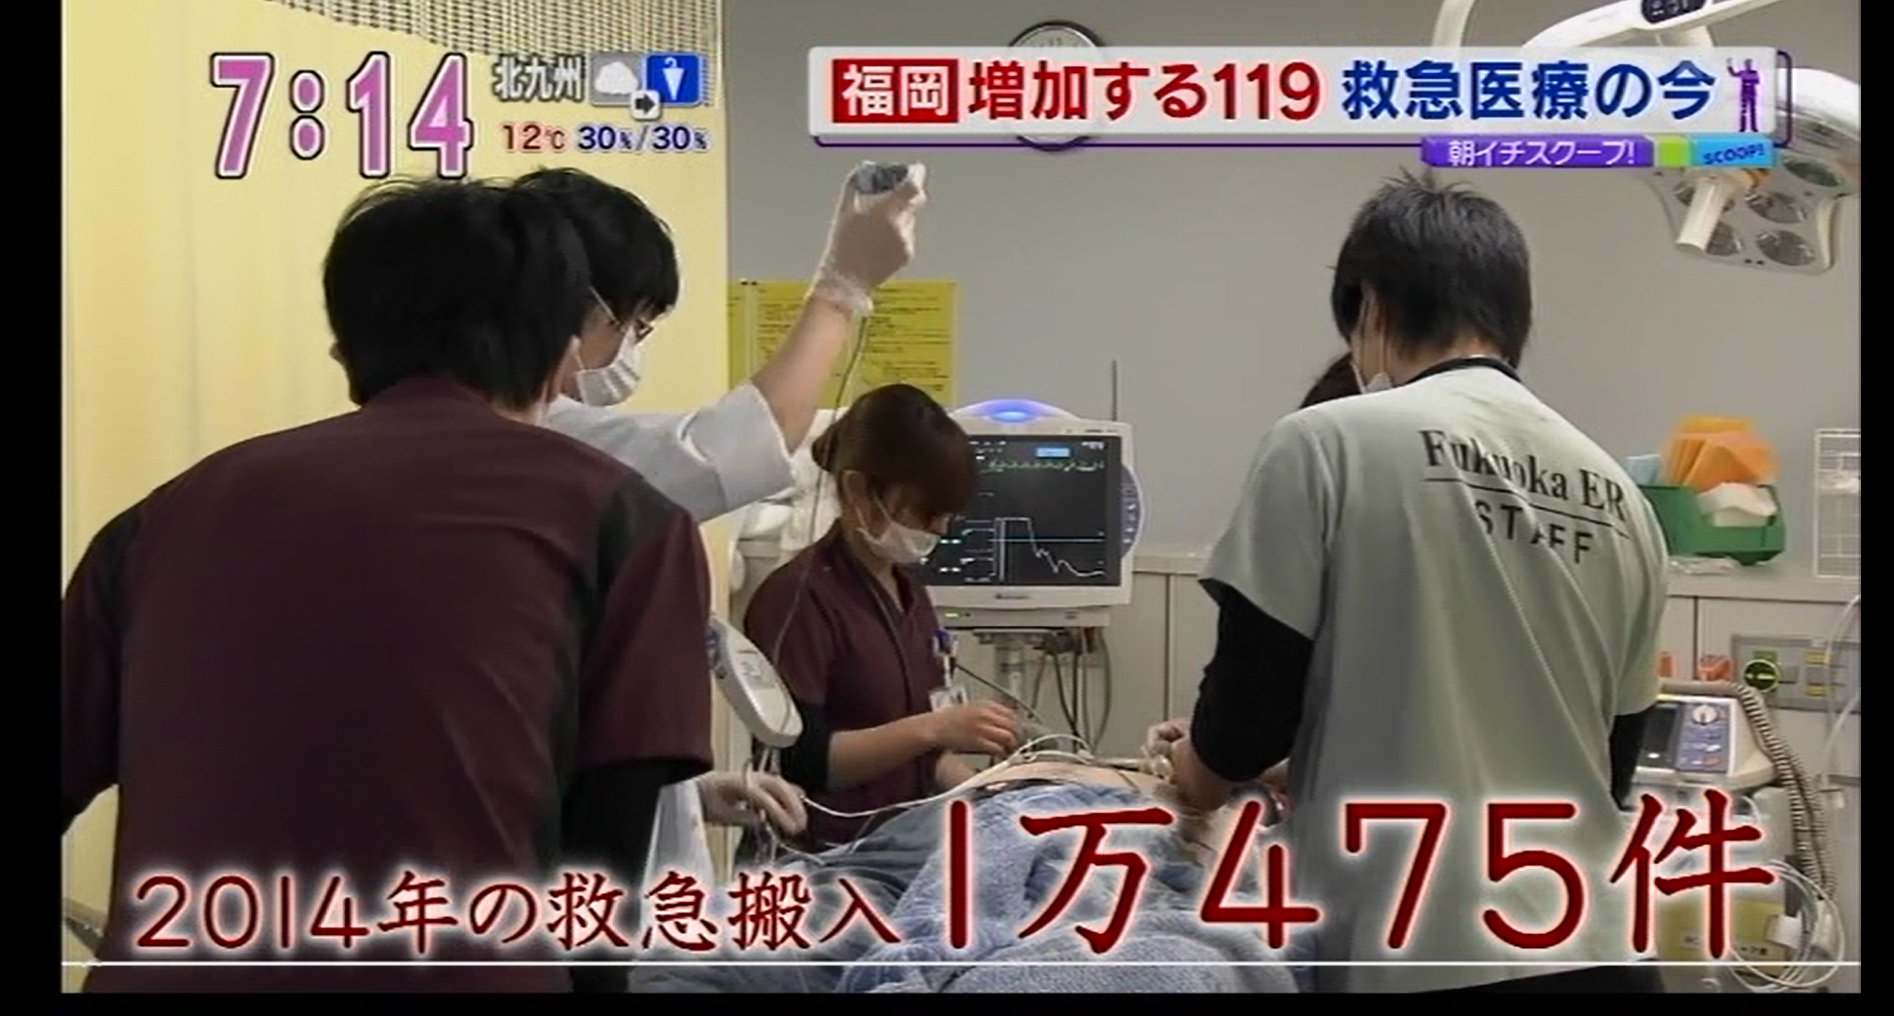 7:14
北九州
12℃ 30%/30%
福岡 増加する119 救急医療の今
朝イチスクープ! SCOOP!
Fukuoka ER
STAFF
2014年の救急搬入 1万475件